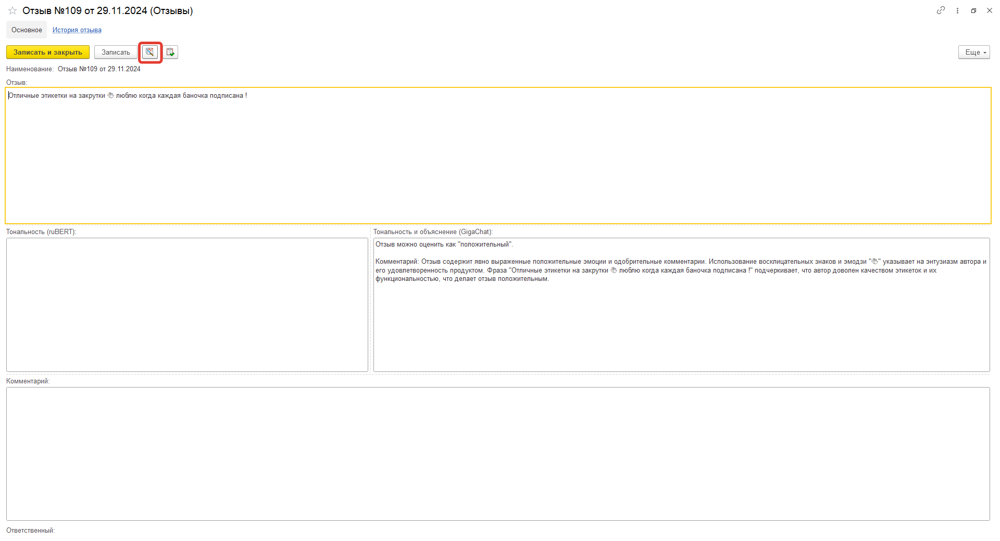 Отзыв №109 от 29.11.2024 (Отзывы)
Основное История отзыва
Записать и закрыть Записать Еще
Наименование: Отзыв №109 от 29.11.2024
Отзыв:
Отличные этикетки на закрутки 👏 люблю когда каждая баночка подписана !
Тональность (ruBERT): Тональность и объяснение (GigaChat):
Отзыв можно оценить как "положительный".
Комментарий: Отзыв содержит явно выраженные положительные эмоции и одобрительные комментарии. Использование восклицательных знаков и эмодзи "👏" указывает на энтузиазм автора и
его удовлетворенность продуктом. Фраза "Отличные этикетки на закрутки 👏 люблю когда каждая баночка подписана !" подчеркивает, что автор доволен качеством этикеток и их
функциональностью, что делает отзыв положительным.
Комментарий:
Ответственный: